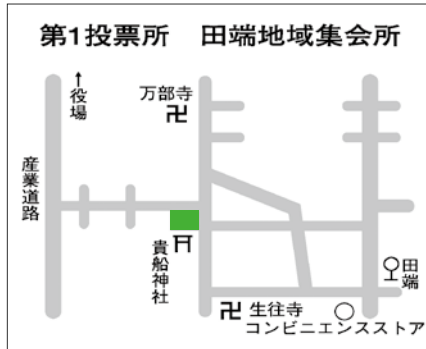 第1投票所 田端地域集会所
↑役場
万部寺
卍
産業道路
貴船神社
田端
卍 生往寺
コンビニエンスストア